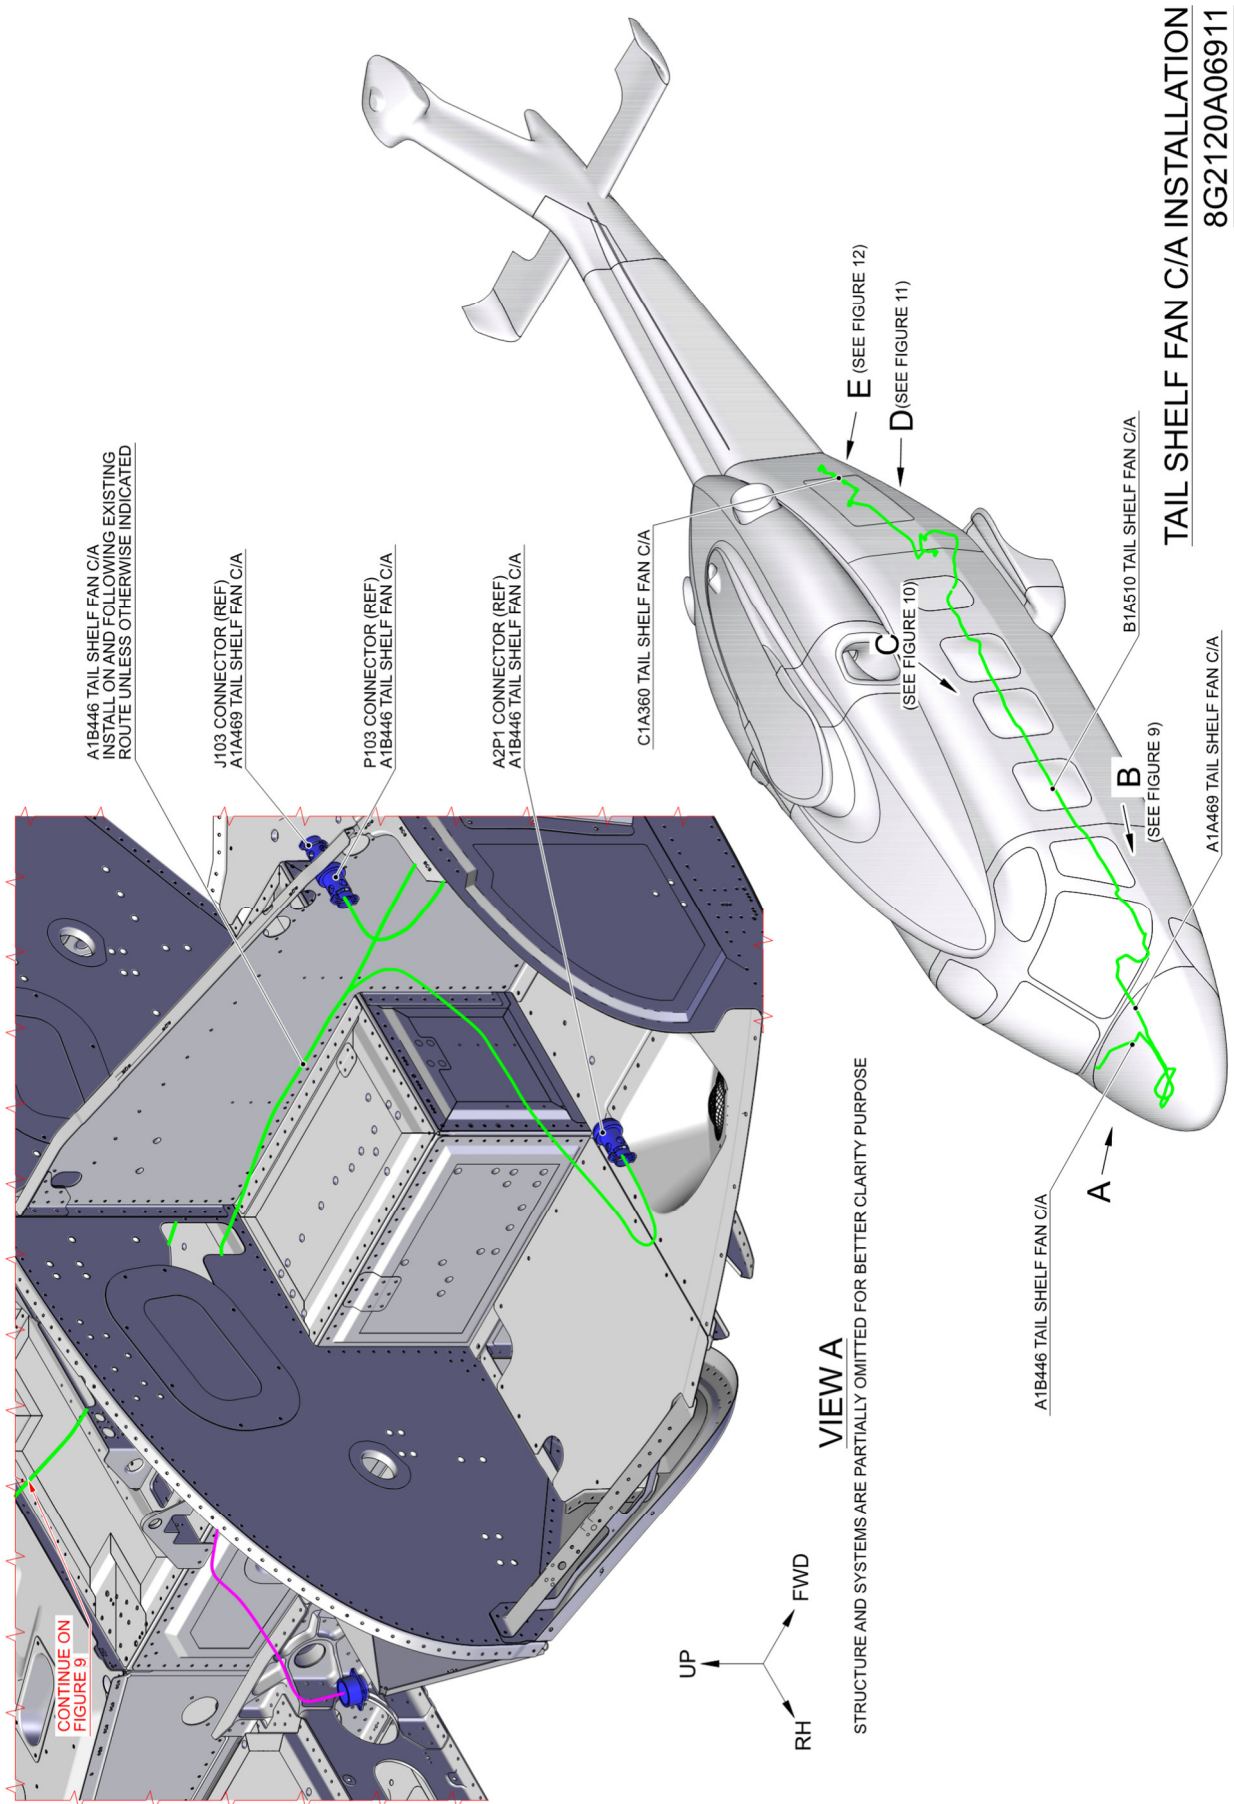 A1B446 TAIL SHELF FAN C/A
INSTALL ON AND FOLLOWING EXISTING
ROUTE UNLESS OTHERWISE INDICATED
J103 CONNECTOR (REF)
A1A469 TAIL SHELF FAN C/A
P103 CONNECTOR (REF)
A1B446 TAIL SHELF FAN C/A
A2P1 CONNECTOR (REF)
A1B446 TAIL SHELF FAN C/A
CONTINUE ON
FIGURE 9
UP
RH
FWD
VIEW A
STRUCTURE AND SYSTEMS ARE PARTIALLY OMITTED FOR BETTER CLARITY PURPOSE
C1A360 TAIL SHELF FAN C/A
E (SEE FIGURE 12)
D (SEE FIGURE 11)
C
(SEE FIGURE 10)
B
(SEE FIGURE 9)
A
A1B446 TAIL SHELF FAN C/A
A1A469 TAIL SHELF FAN C/A
B1A510 TAIL SHELF FAN C/A
TAIL SHELF FAN C/A INSTALLATION
8G2120A06911